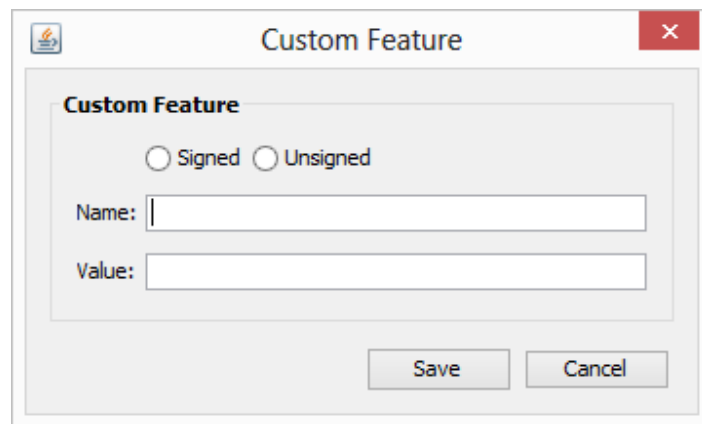 Custom Feature
Custom Feature
Signed Unsigned
Name:
Value:
Save Cancel